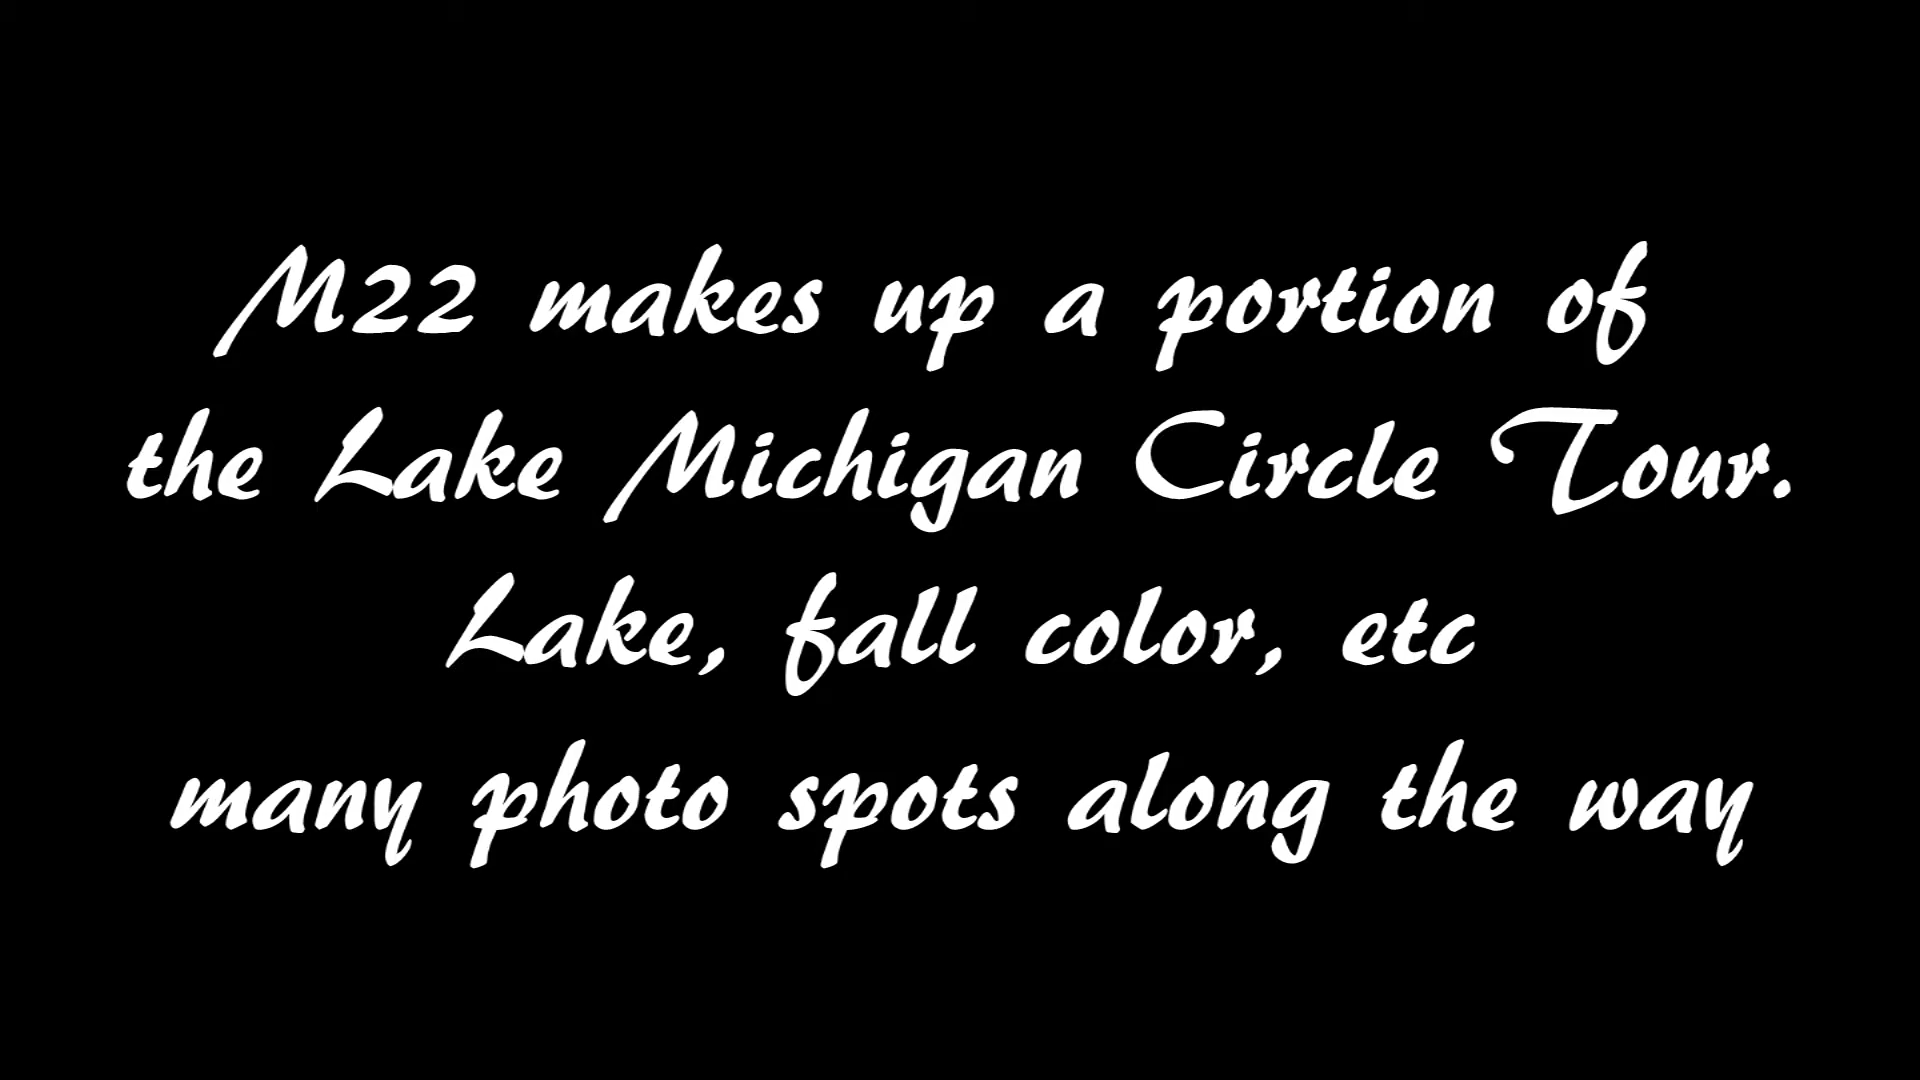 M22 makes up a portion of
the Lake Michigan Circle Tour.
Lake, fall color, etc
many photo spots along the way